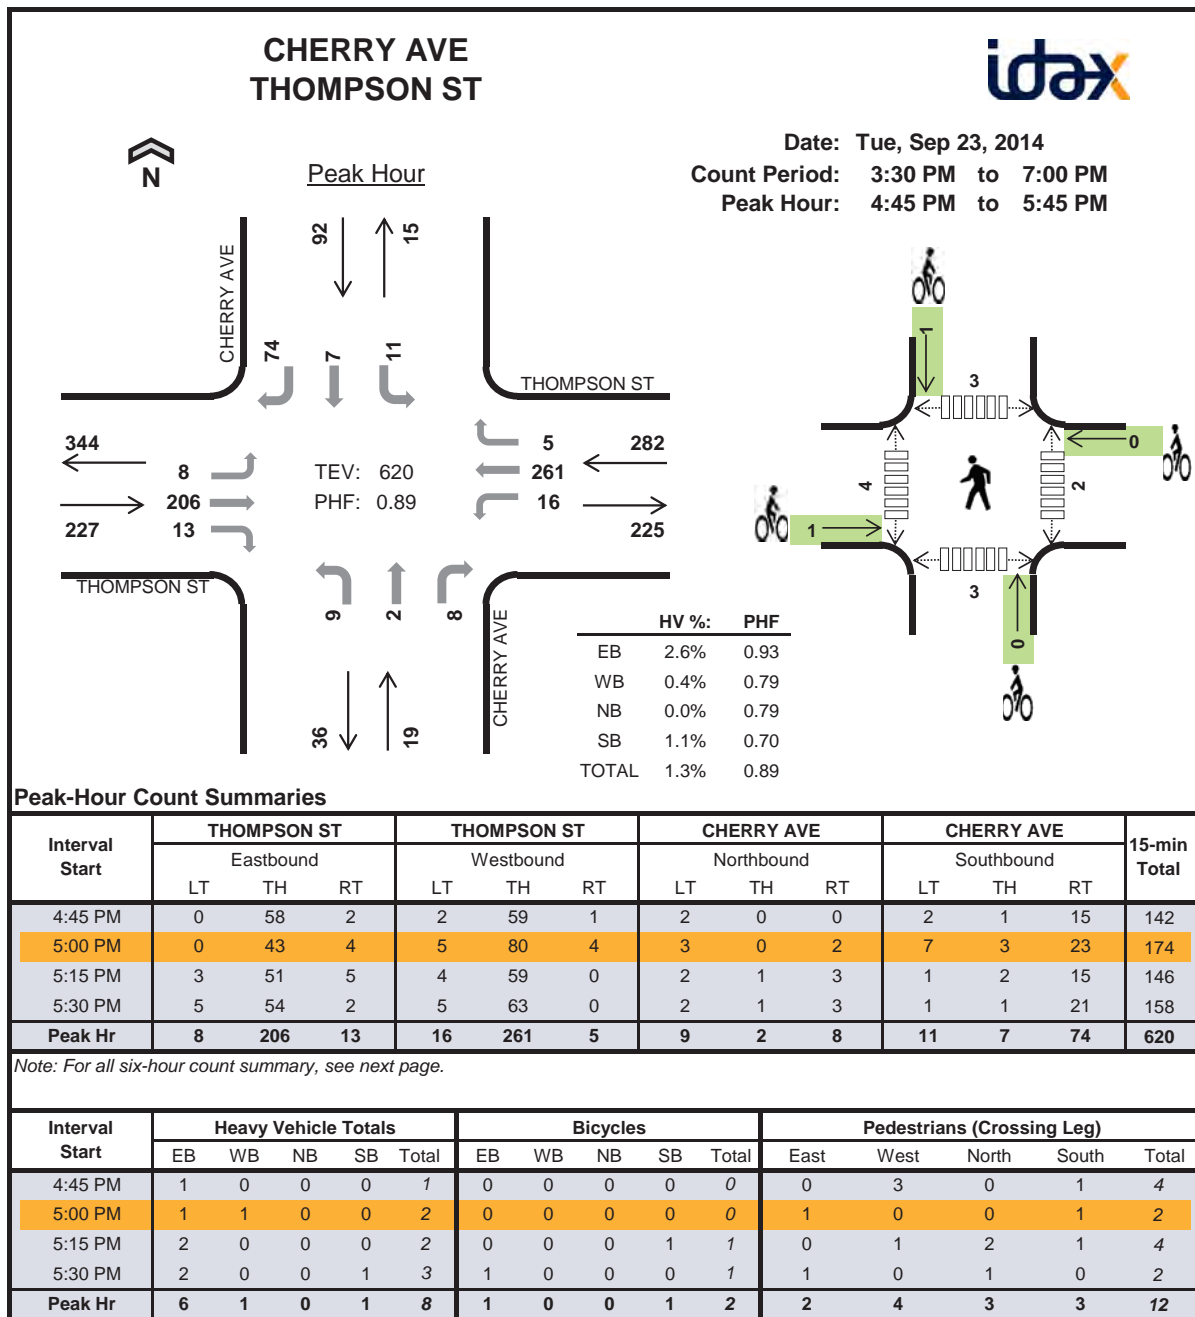 CHERRY AVE
THOMPSON ST
idax
N
Peak Hour
Date: Tue, Sep 23, 2014
Count Period: 3:30 PM to 7:00 PM
Peak Hour: 4:45 PM to 5:45 PM
92 15
CHERRY AVE
74 7 11
THOMPSON ST
344
8
206
13
227
TEV: 620
PHF: 0.89
5
261
16
282
225
THOMPSON ST
9 2 8
CHERRY AVE
36 19
1
3
0
4
2
1
3
0
HV %: PHF
EB 2.6% 0.93
WB 0.4% 0.79
NB 0.0% 0.79
SB 1.1% 0.70
TOTAL 1.3% 0.89
Peak-Hour Count Summaries
Interval Start THOMPSON ST THOMPSON ST CHERRY AVE CHERRY AVE 15-min Total
Eastbound Westbound Northbound Southbound
LT TH RT LT TH RT LT TH RT LT TH RT
4:45 PM 0 58 2 2 59 1 2 0 0 2 1 15 142
5:00 PM 0 43 4 5 80 4 3 0 2 7 3 23 174
5:15 PM 3 51 5 4 59 0 2 1 3 1 2 15 146
5:30 PM 5 54 2 5 63 0 2 1 3 1 1 21 158
Peak Hr 8 206 13 16 261 5 9 2 8 11 7 74 620
Note: For all six-hour count summary, see next page.
Interval Start Heavy Vehicle Totals Bicycles Pedestrians (Crossing Leg)
EB WB NB SB Total EB WB NB SB Total East West North South Total
4:45 PM 1 0 0 0 1 0 0 0 0 0 0 3 0 1 4
5:00 PM 1 1 0 0 2 0 0 0 0 0 1 0 0 1 2
5:15 PM 2 0 0 0 2 0 0 0 1 1 0 1 2 1 4
5:30 PM 2 0 0 1 3 1 0 0 0 1 1 0 1 0 2
Peak Hr 6 1 0 1 8 1 0 0 1 2 2 4 3 3 12